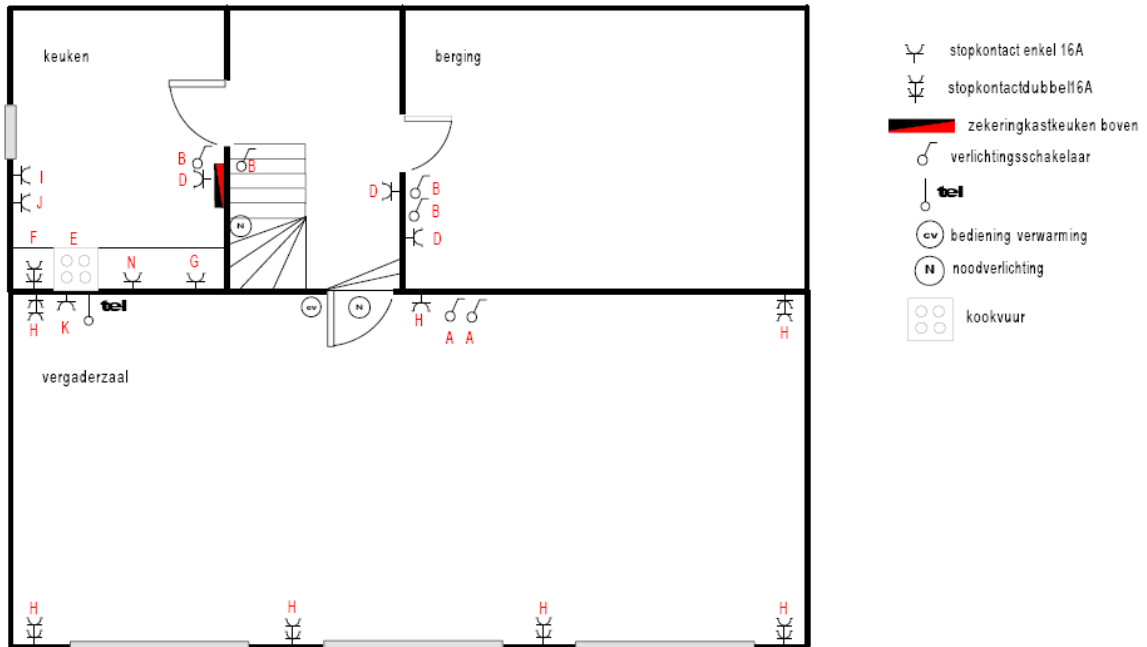 keuken
berging
B
B
D
I
J
D
B
B
D
N
F
E
N
G
H
K
tel
cv
N
H
A
A
H
vergaderzaal
H
H
H
H
stopkontact enkel 16A
stopkontactdubbel16A
zekeringkastkeuken boven
verlichtingsschakelaar
tel
cv bediening verwarming
N noodverlichting
kookvuur